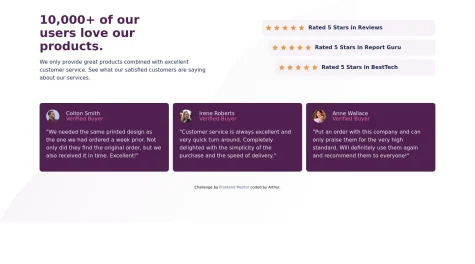 10,000+ of our
users love our
products.
We only provide great products combined with excellent
customer service. See what our satisfied customers are saying
about our services.
Rated 5 Stars in Reviews
Rated 5 Stars in Report Guru
Rated 5 Stars in BestTech
Colton Smith
Verified Buyer
"We needed the same printed design as
the one we had ordered a week prior. Not
only did they find the original order, but we
also received it in time. Excellent!"
Irene Roberts
Verified Buyer
"Customer service is always excellent and
very quick turn around. Completely
delighted with the simplicity of the
purchase and the speed of delivery."
Anne Wallace
Verified Buyer
"Put an order with this company and can
only praise them for the very high
standard. Will definitely use them again
and recommend them to everyone!"
Challenge by Frontend Mentor coded by Arthur.